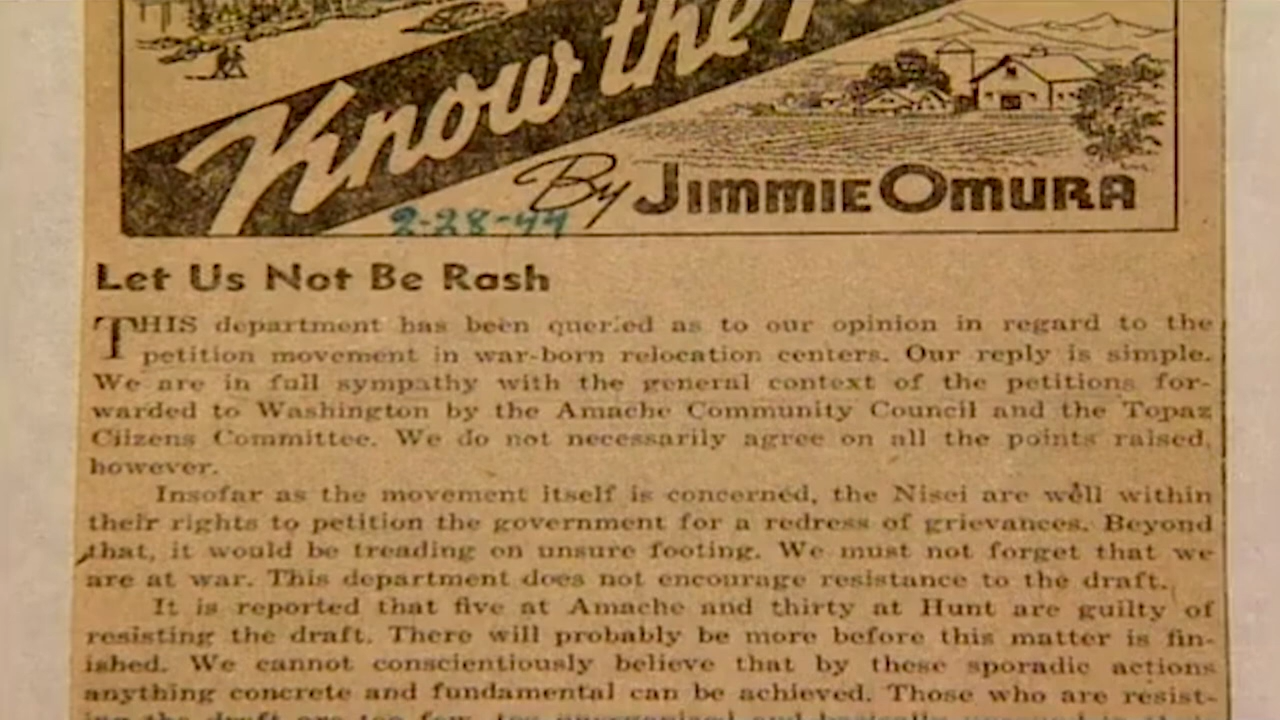 Know the
By JIMMIE OMURA
2-28-44
Let Us Not Be Rash
THIS department has been queried as to our opinion in regard to the
petition movement in war-born relocation centers. Our reply is simple.
We are in full sympathy with the general context of the petitions for-
warded to Washington by the Amache Community Council and the Topaz
Ciizens Committee. We do not necessarily agree on all the points raised,
however.
Insofar as the movement itself is concerned, the Nisei are well within
their rights to petition the government for a redress of grievances. Beyond
that, it would be treading on unsure footing. We must not forget that we
are at war. This department does not encourage resistance to the draft.
It is reported that five at Amache and thirty at Hunt are guilty of
resisting the draft. There will probably be more before this matter is fin-
ished. We cannot conscientiously believe that by these sporadic actions
anything concrete and fundamental can be achieved. Those who are resist-
ing the draft are too few, too